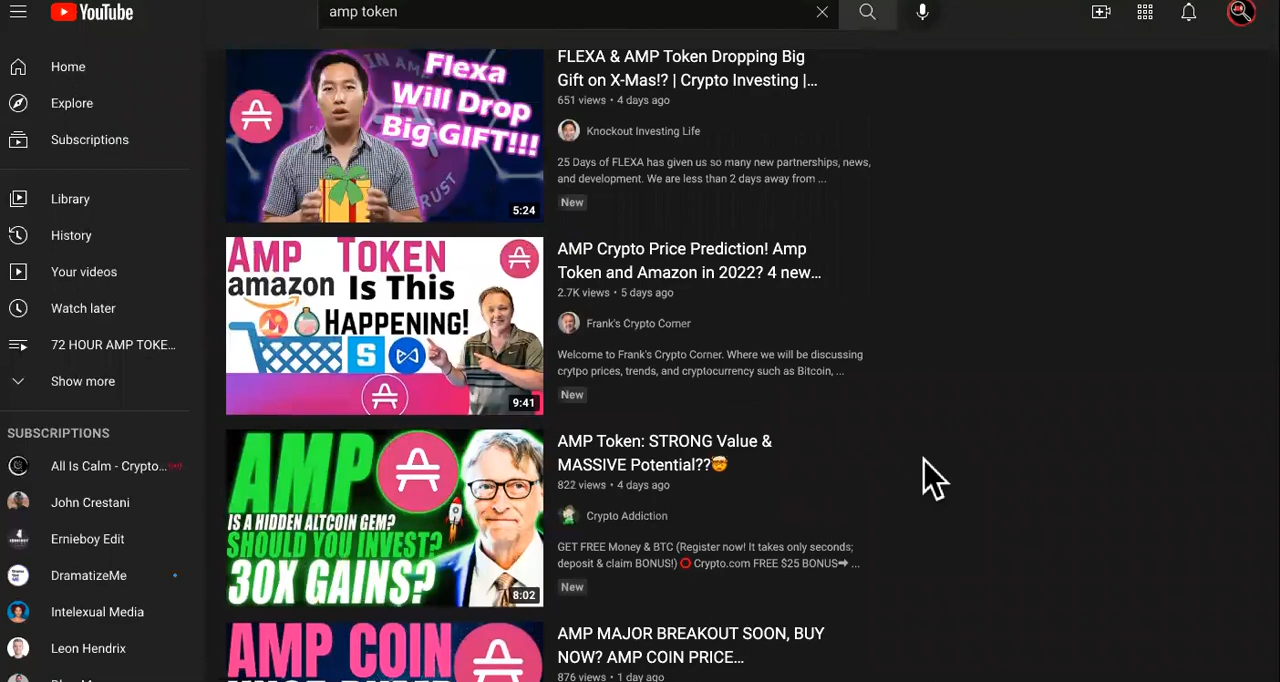 YouTube
amp token
Home
Explore
Subscriptions
Library
History
Your videos
Watch later
72 HOUR AMP TOKE...
Show more
SUBSCRIPTIONS
All Is Calm - Crypto...
John Crestani
Ernieboy Edit
DramatizeMe
Intelexual Media
Leon Hendrix
Flexa
Will Drop
Big GIFT!!!
IN AM
TRUST
5:24
FLEXA & AMP Token Dropping Big
Gift on X-Mas!? | Crypto Investing |...
651 views • 4 days ago
Knockout Investing Life
25 Days of FLEXA has given us so many new partnerships, news,
and development. We are less than 2 days away from ...
New
AMP TOKEN
amazon Is This
HAPPENING!
9:41
AMP Crypto Price Prediction! Amp
Token and Amazon in 2022? 4 new...
2.7K views • 5 days ago
Frank's Crypto Corner
Welcome to Frank's Crypto Corner. Where we will be discussing
crytpo prices, trends, and cryptocurrency such as Bitcoin, ...
New
AMP
IS A HIDDEN ALTCOIN GEM?
SHOULD YOU INVEST?
30X GAINS?
8:02
AMP Token: STRONG Value &
MASSIVE Potential??🤯
822 views • 4 days ago
Crypto Addiction
GET FREE Money & BTC (Register now! It takes only seconds;
deposit & claim BONUS!) ⭕ Crypto.com FREE $25 BONUS➡ ...
New
AMP COIN
AMP MAJOR BREAKOUT SOON, BUY
NOW? AMP COIN PRICE...
876 views • 1 day ago